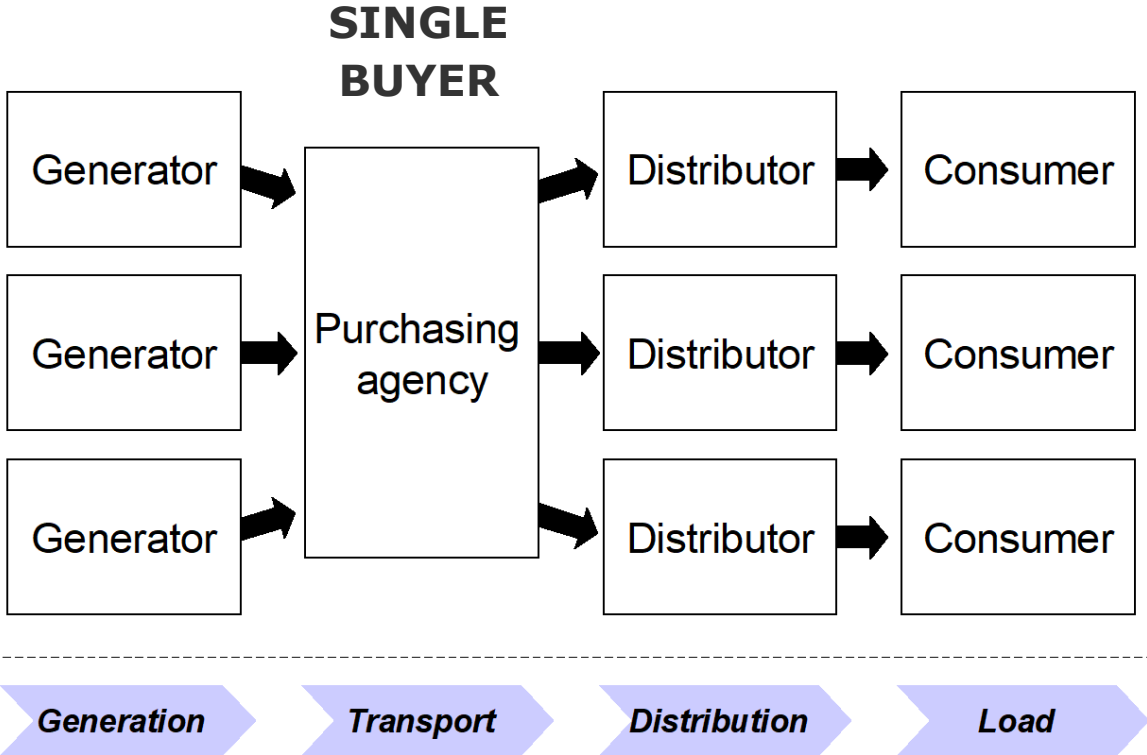 SINGLE
BUYER
Generator
Distributor
Consumer
Generator
Purchasing
agency
Distributor
Consumer
Generator
Distributor
Consumer
Generation
Transport
Distribution
Load